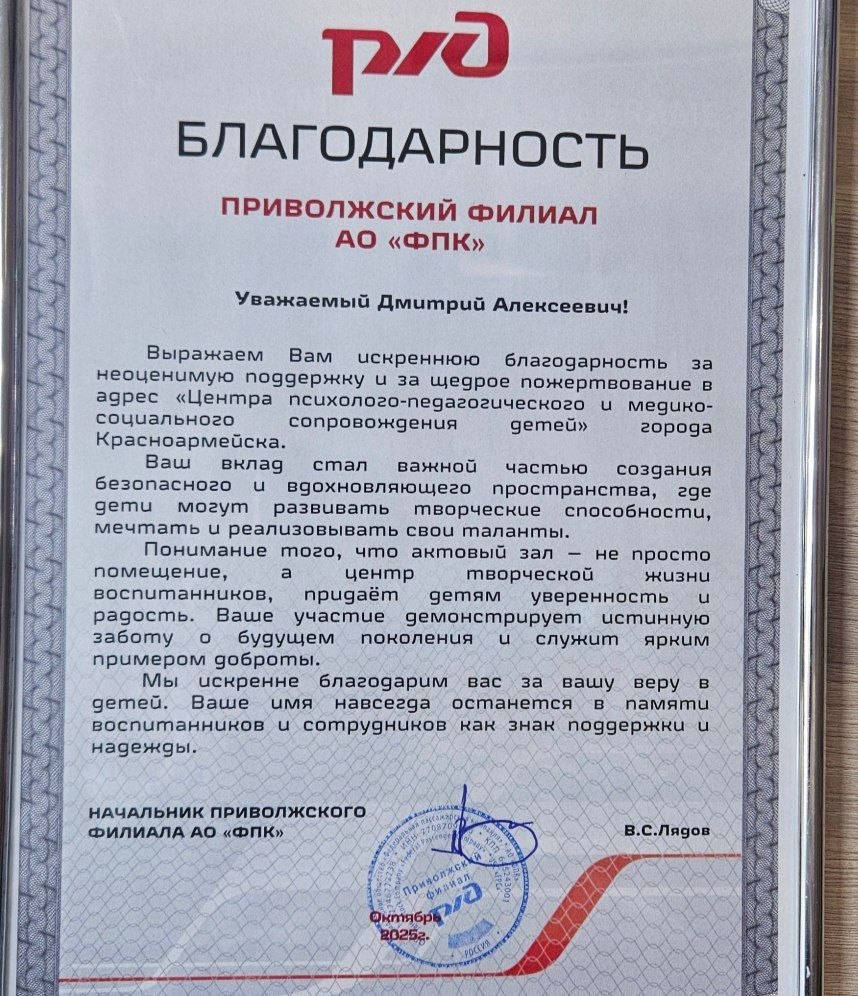 РЖД
БЛАГОДАРНОСТЬ
ПРИВОЛЖСКИЙ ФИЛИАЛ
АО «ФПК»
Уважаемый Дмитрий Алексеевич!
Выражаем Вам искреннюю благодарность за
неоценимую поддержку и за щедрое пожертвование в
адрес «Центра психолого-педагогического и медико-
социального сопровождения детей» города
Красноармейска.
Ваш вклад стал важной частью создания
безопасного и вдохновляющего пространства, где
дети могут развивать творческие способности,
мечтать и реализовывать свои таланты.
Понимание того, что актовый зал — не просто
помещение, а центр творческой жизни
воспитанников, придаёт детям уверенность и
радость. Ваше участие демонстрирует истинную
заботу о будущем поколения и служит ярким
примером доброты.
Мы искренне благодарим вас за вашу веру в
детей. Ваше имя навсегда останется в памяти
воспитанников и сотрудников как знак поддержки и
надежды.
НАЧАЛЬНИК ПРИВОЛЖСКОГО
ФИЛИАЛА АО «ФПК»
В.С.Лядов
Приволжский
филиал
РЖД
РОССИЯ
Октябрь
2025г.